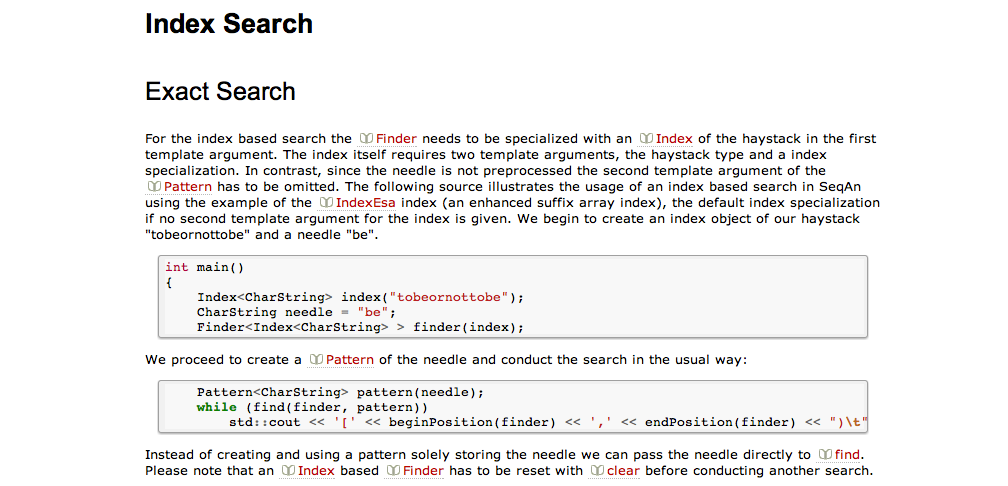 Index Search
Exact Search
For the index based search the Finder needs to be specialized with an Index of the haystack in the first
template argument. The index itself requires two template arguments, the haystack type and a index
specialization. In contrast, since the needle is not preprocessed the second template argument of the
Pattern has to be omitted. The following source illustrates the usage of an index based search in SeqAn
using the example of the IndexEsa index (an enhanced suffix array index), the default index specialization
if no second template argument for the index is given. We begin to create an index object of our haystack
"tobeornottobe" and a needle "be".
int main()
{
    Index<CharString> index("tobeornottobe");
    CharString needle = "be";
    Finder<Index<CharString> > finder(index);
We proceed to create a Pattern of the needle and conduct the search in the usual way:
    Pattern<CharString> pattern(needle);
    while (find(finder, pattern))
        std::cout << '[' << beginPosition(finder) << ',' << endPosition(finder) << ")\t"
Instead of creating and using a pattern solely storing the needle we can pass the needle directly to find.
Please note that an Index based Finder has to be reset with clear before conducting another search.